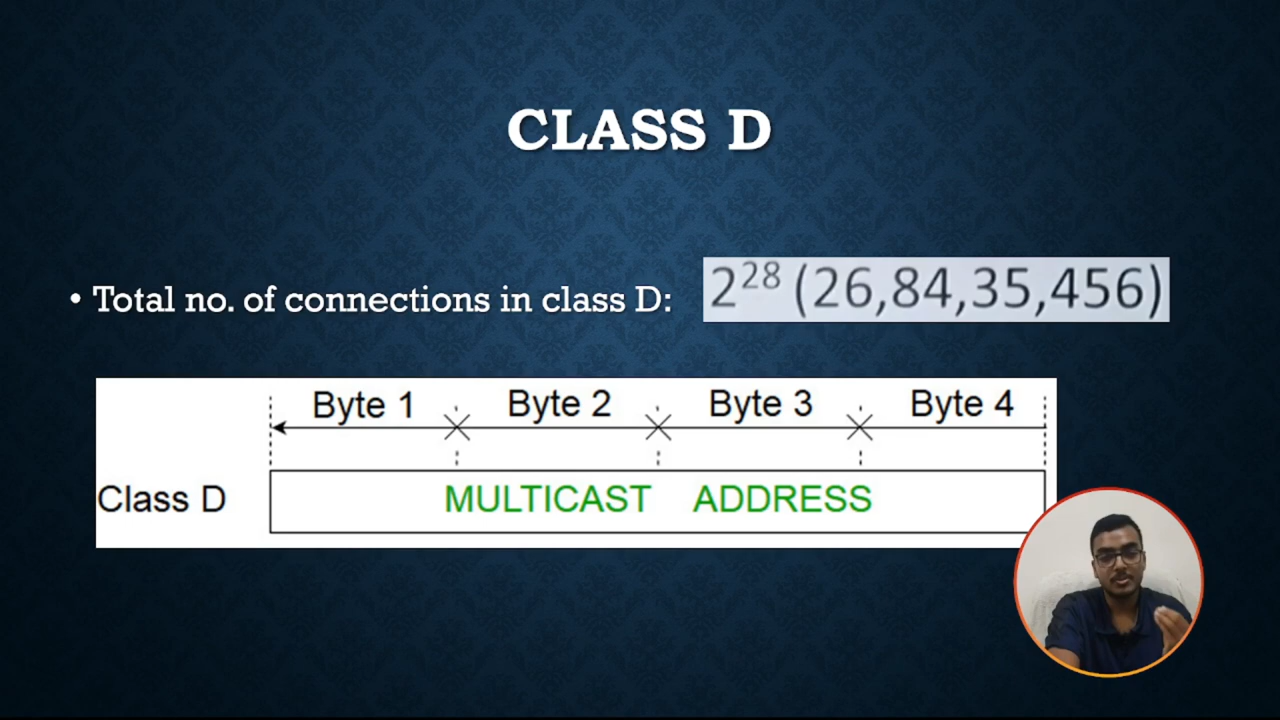 CLASS D
• Total no. of connections in class D: 2²⁸ (26,84,35,456)
Byte 1 Byte 2 Byte 3 Byte 4
Class D MULTICAST ADDRESS